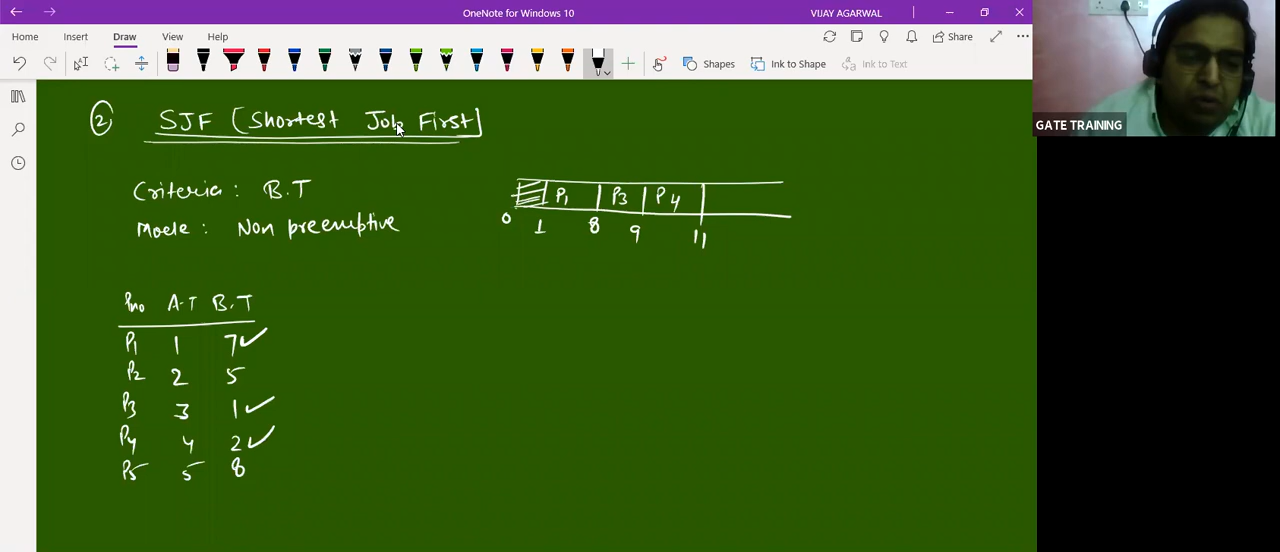 OneNote for Windows 10
VIJAY AGARWAL
Home Insert Draw View Help
Share
Shapes Ink to Shape Ink to Text
GATE TRAINING
2 SJF (Shortest Job First)
Criteria: B.T
Mode: Non preemptive
P1 P3 P4
0 1 8 9 11
Pno A.T B.T
P1 1 7 ✓
P2 2 5
P3 3 1 ✓
P4 4 2 ✓
P5 5 8